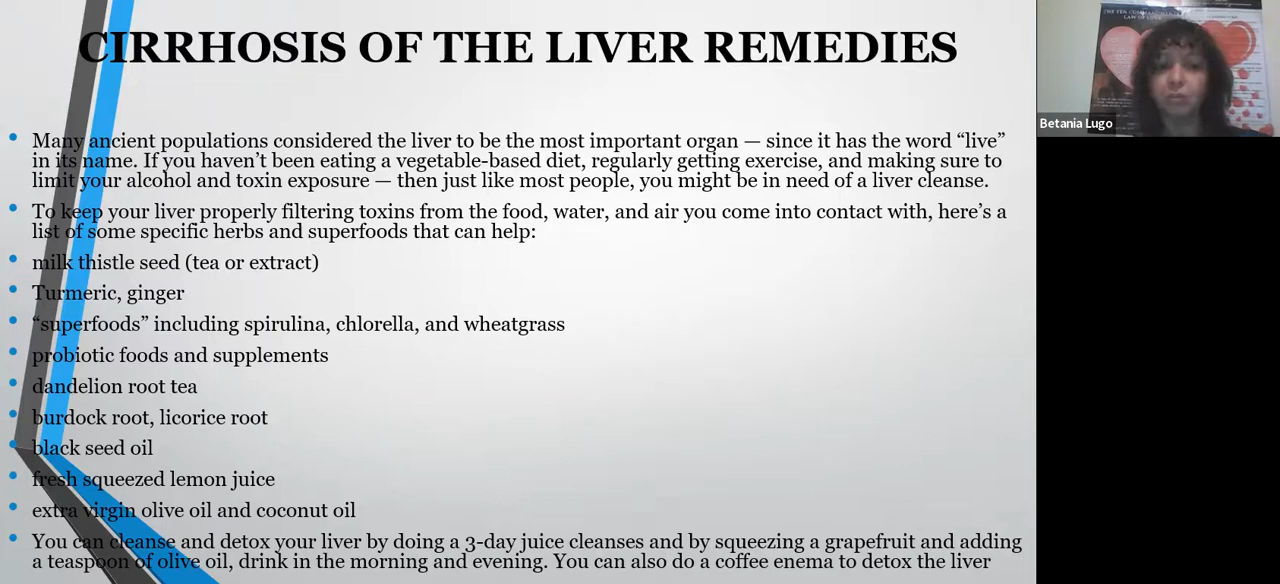 CIRRHOSIS OF THE LIVER REMEDIES
Many ancient populations considered the liver to be the most important organ — since it has the word “live”
in its name. If you haven’t been eating a vegetable-based diet, regularly getting exercise, and making sure to
limit your alcohol and toxin exposure — then just like most people, you might be in need of a liver cleanse.
To keep your liver properly filtering toxins from the food, water, and air you come into contact with, here’s a
list of some specific herbs and superfoods that can help:
milk thistle seed (tea or extract)
Turmeric, ginger
“superfoods” including spirulina, chlorella, and wheatgrass
probiotic foods and supplements
dandelion root tea
burdock root, licorice root
black seed oil
fresh squeezed lemon juice
extra virgin olive oil and coconut oil
You can cleanse and detox your liver by doing a 3-day juice cleanses and by squeezing a grapefruit and adding
a teaspoon of olive oil, drink in the morning and evening. You can also do a coffee enema to detox the liver
THE TEN
LAW OF
Betania Lugo